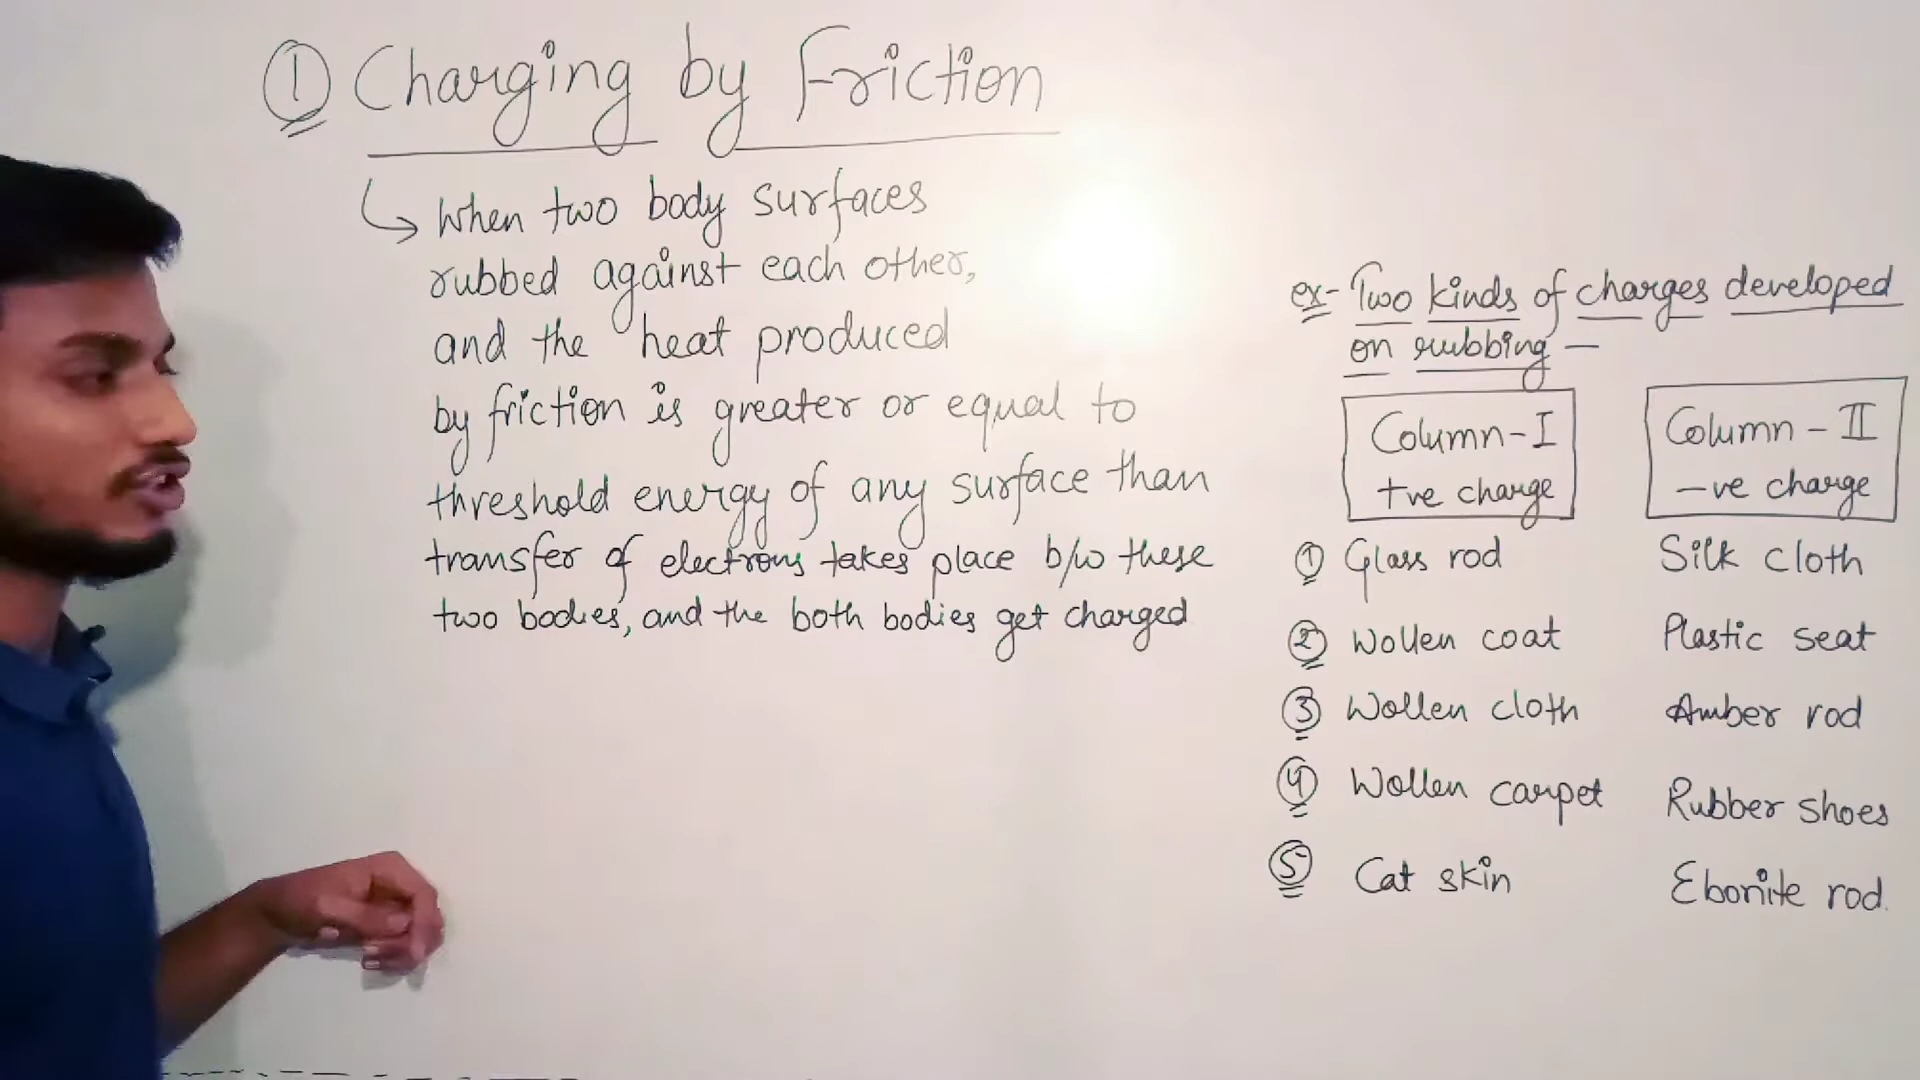 ① Charging by Friction
↳ When two body surfaces
rubbed against each other,
and the heat produced
by friction is greater or equal to
threshold energy of any surface than
transfer of electrons takes place b/w these
two bodies, and the both bodies get charged
ex- Two kinds of charges developed
on rubbing —
Column-I
+ve charge
Column - II
-ve charge
① Glass rod Silk cloth
② Wollen coat Plastic seat
③ Wollen cloth Amber rod
④ Wollen carpet Rubber shoes
⑤ Cat skin Ebonite rod.